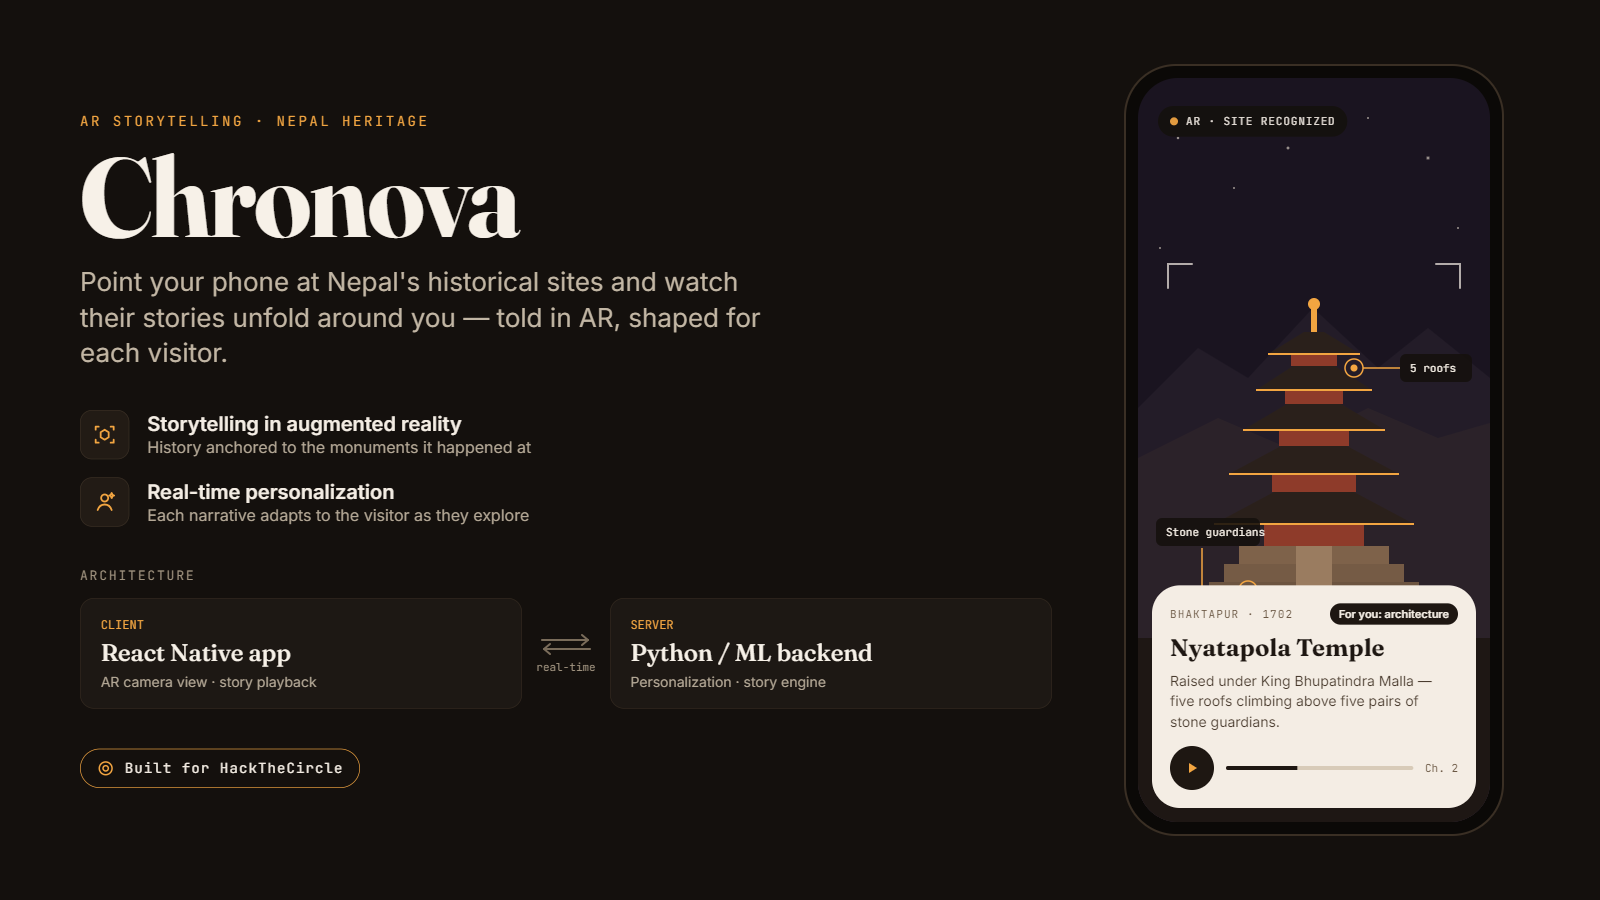 AR STORYTELLING · NEPAL HERITAGE
Chronova
Point your phone at Nepal's historical sites and watch
their stories unfold around you — told in AR, shaped for
each visitor.
Storytelling in augmented reality
History anchored to the monuments it happened at
Real-time personalization
Each narrative adapts to the visitor as they explore
ARCHITECTURE
CLIENT
React Native app
AR camera view · story playback
real-time
SERVER
Python / ML backend
Personalization · story engine
Built for HackTheCircle
AR · SITE RECOGNIZED
5 roofs
Stone guardians
BHAKTAPUR · 1702
For you: architecture
Nyatapola Temple
Raised under King Bhupatindra Malla —
five roofs climbing above five pairs of
stone guardians.
Ch. 2